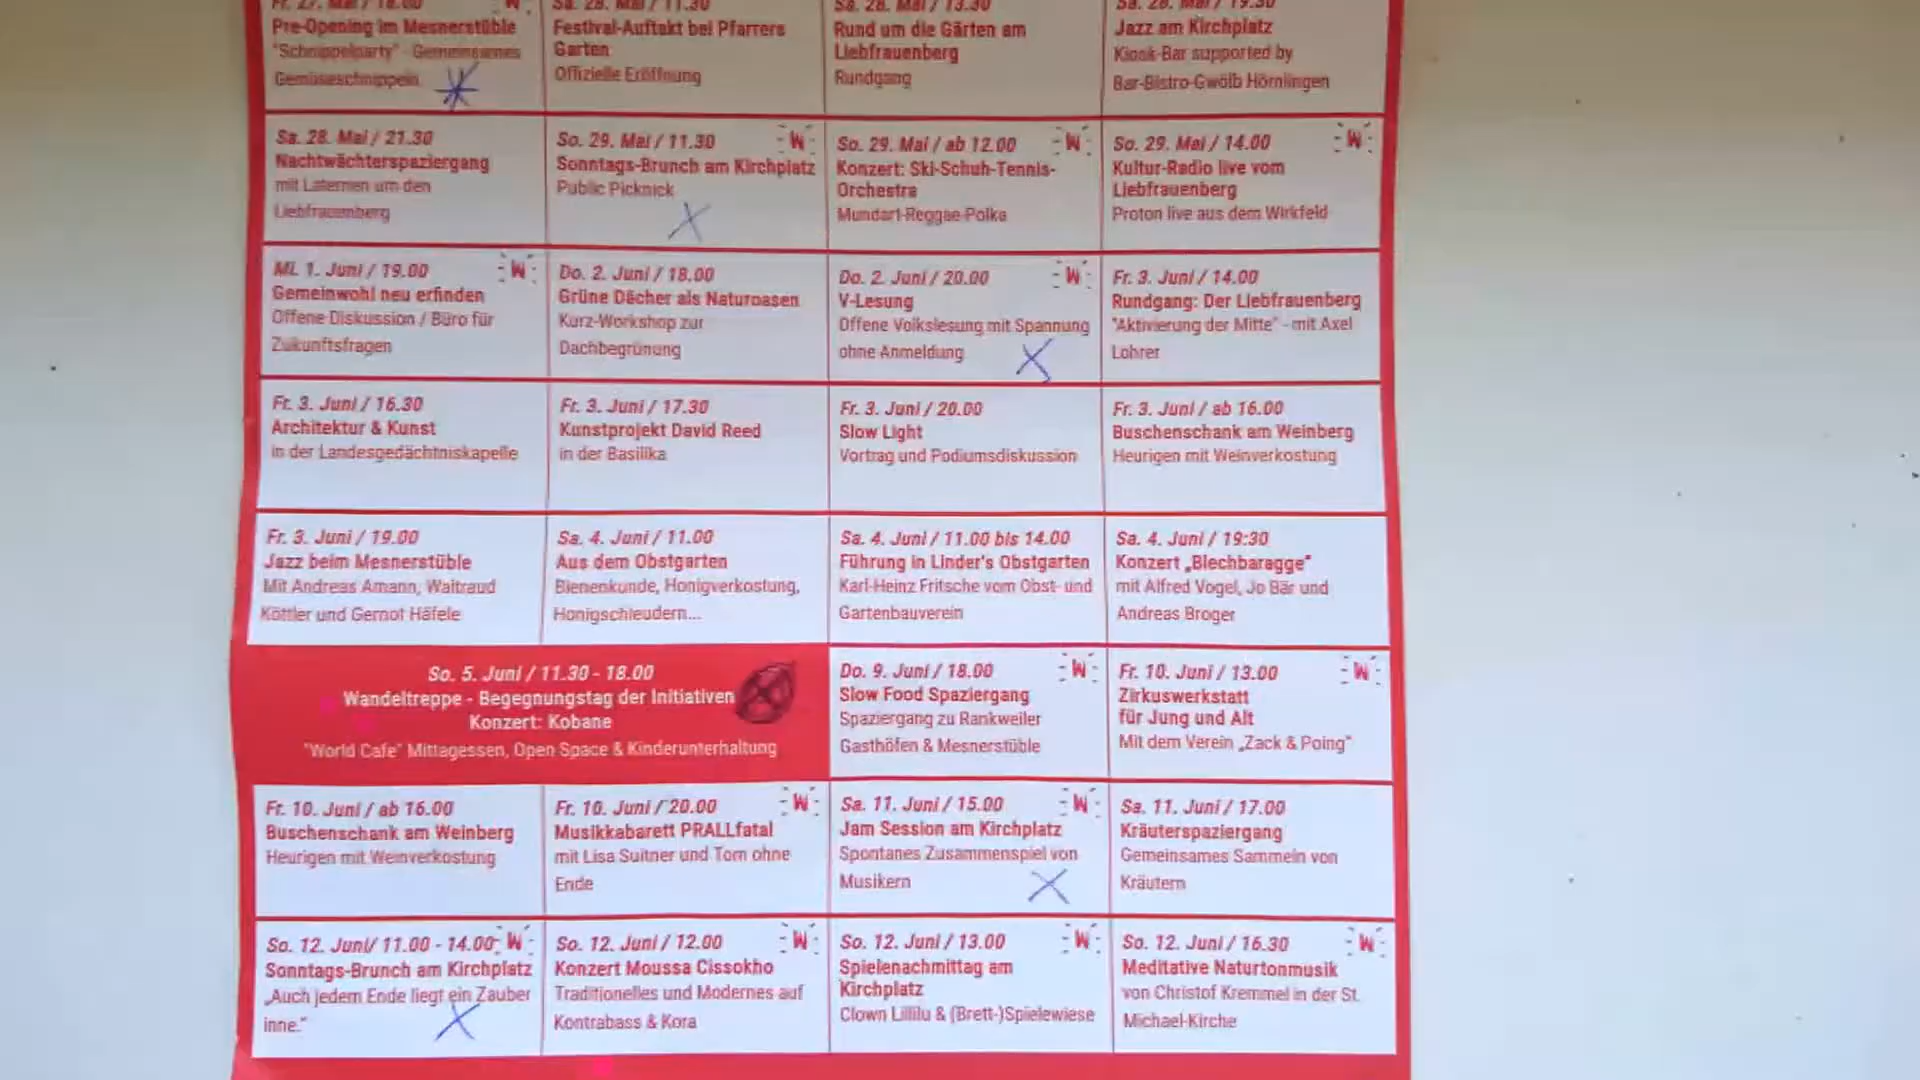 Fr. 27. Mai / 18.00 W
Pre-Opening im Mesnerstüble
"Schnippelparty" - Gemeinsames
Gemüseschnippeln
Sa. 28. Mai / 11.30
Festival-Auftakt bei Pfarrers
Garten
Offizielle Eröffnung
Sa. 28. Mai / 13.30
Rund um die Gärten am
Liebfrauenberg
Rundgang
Sa. 28. Mai / 19.30
Jazz am Kirchplatz
Kiosk-Bar supported by
Bar-Bistro-Gwölb Hörnlingen
Sa. 28. Mai / 21.30
Nachtwächterspaziergang
mit Laternen um den
Liebfrauenberg
So. 29. Mai / 11.30 W
Sonntags-Brunch am Kirchplatz
Public Picknick
So. 29. Mai / ab 12.00 W
Konzert: Ski-Schuh-Tennis-
Orchestra
Mundart-Reggae-Polka
So. 29. Mai / 14.00 W
Kultur-Radio live vom
Liebfrauenberg
Proton live aus dem Wirkfeld
Mi. 1. Juni / 19.00 W
Gemeinwohl neu erfinden
Offene Diskussion / Büro für
Zukunftsfragen
Do. 2. Juni / 18.00
Grüne Dächer als Naturoasen
Kurz-Workshop zur
Dachbegrünung
Do. 2. Juni / 20.00 W
V-Lesung
Offene Volkslesung mit Spannung
ohne Anmeldung
Fr. 3. Juni / 14.00
Rundgang: Der Liebfrauenberg
"Aktivierung der Mitte" - mit Axel
Lohrer
Fr. 3. Juni / 16.30
Architektur & Kunst
in der Landesgedächtniskapelle
Fr. 3. Juni / 17.30
Kunstprojekt David Reed
in der Basilika
Fr. 3. Juni / 20.00
Slow Light
Vortrag und Podiumsdiskussion
Fr. 3. Juni / ab 16.00
Buschenschank am Weinberg
Heurigen mit Weinverkostung
Fr. 3. Juni / 19.00
Jazz beim Mesnerstüble
Mit Andreas Amann, Waltraud
Köttler und Gernot Häfele
Sa. 4. Juni / 11.00
Aus dem Obstgarten
Bienenkunde, Honigverkostung,
Honigschleudern...
Sa. 4. Juni / 11.00 bis 14.00
Führung in Linder's Obstgarten
Karl-Heinz Fritsche vom Obst- und
Gartenbauverein
Sa. 4. Juni / 19:30
Konzert „Blechbaragge"
mit Alfred Vogel, Jo Bär und
Andreas Broger
So. 5. Juni / 11.30 - 18.00
Wandeltreppe - Begegnungstag der Initiativen
Konzert: Kobane
"World Cafe" Mittagessen, Open Space & Kinderunterhaltung
Do. 9. Juni / 18.00 W
Slow Food Spaziergang
Spaziergang zu Rankweiler
Gasthöfen & Mesnerstüble
Fr. 10. Juni / 13.00 W
Zirkuswerkstatt
für Jung und Alt
Mit dem Verein „Zack & Poing"
Fr. 10. Juni / ab 16.00
Buschenschank am Weinberg
Heurigen mit Weinverkostung
Fr. 10. Juni / 20.00 W
Musikkabarett PRALLfatal
mit Lisa Suitner und Tom ohne
Ende
Sa. 11. Juni / 15.00 W
Jam Session am Kirchplatz
Spontanes Zusammenspiel von
Musikern
Sa. 11. Juni / 17.00
Kräuterspaziergang
Gemeinsames Sammeln von
Kräutern
So. 12. Juni/ 11.00 - 14.00 W
Sonntags-Brunch am Kirchplatz
„Auch jedem Ende liegt ein Zauber
inne."
So. 12. Juni / 12.00 W
Konzert Moussa Cissokho
Traditionelles und Modernes auf
Kontrabass & Kora
So. 12. Juni / 13.00 W
Spielenachmittag am
Kirchplatz
Clown Lillilu & (Brett-)Spielewiese
So. 12. Juni / 16.30 W
Meditative Naturtonmusik
von Christof Kremmel in der St.
Michael-Kirche